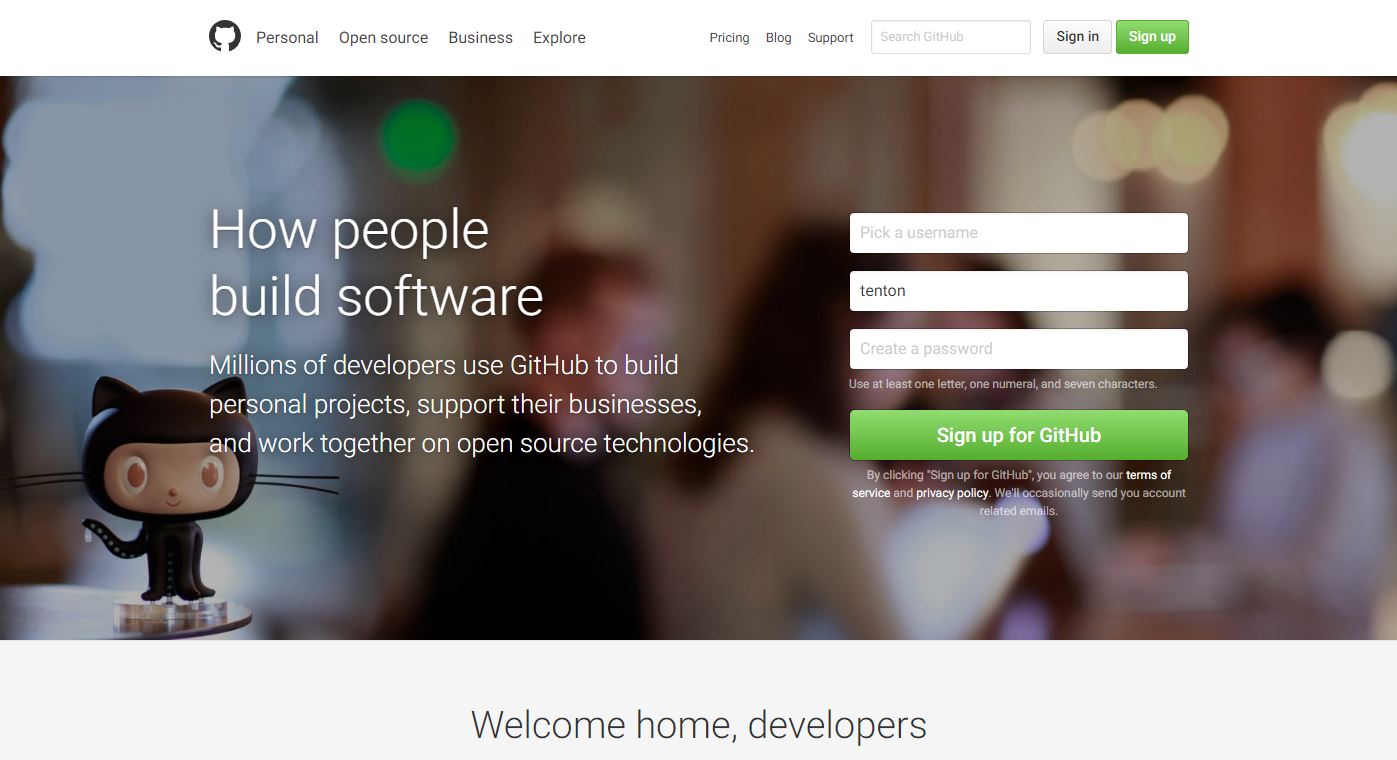 Personal Open source Business Explore Pricing Blog Support Search GitHub Sign in Sign up
How people
build software
Millions of developers use GitHub to build
personal projects, support their businesses,
and work together on open source technologies.
Pick a username
tenton
Create a password
Use at least one letter, one numeral, and seven characters.
Sign up for GitHub
By clicking "Sign up for GitHub", you agree to our terms of
service and privacy policy. We'll occasionally send you account
related emails.
Welcome home, developers